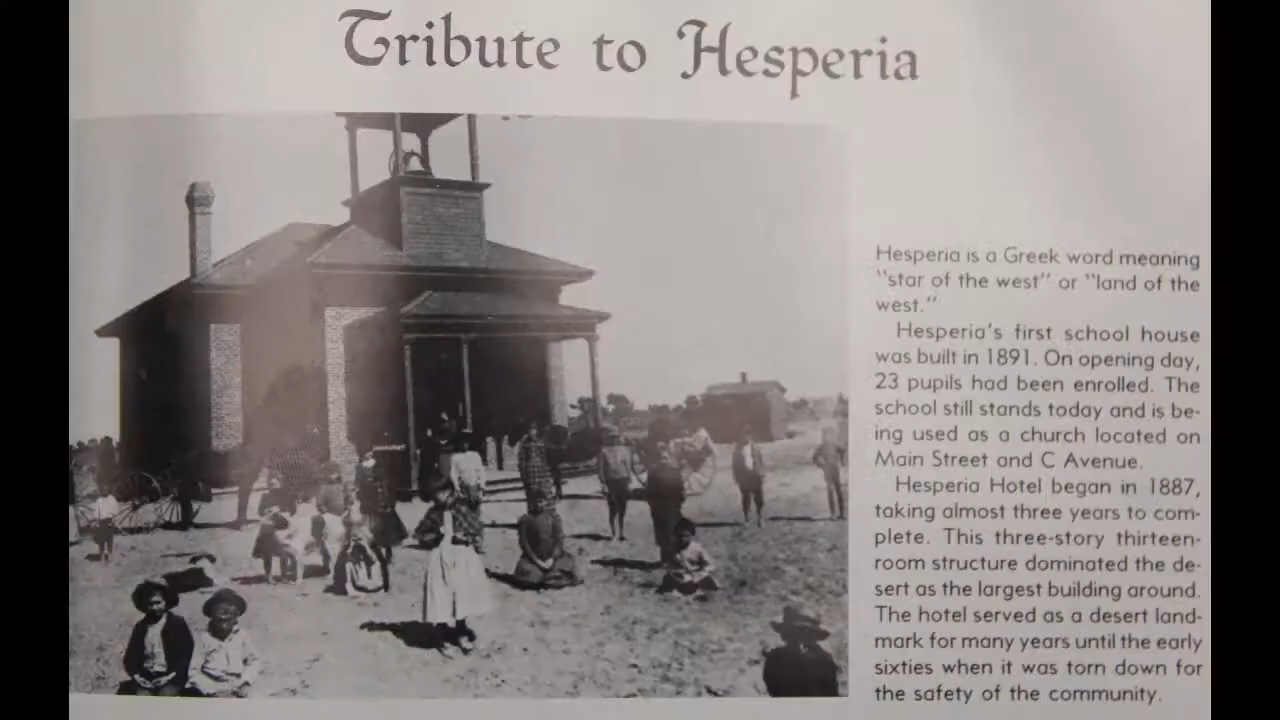 Tribute to Hesperia
Hesperia is a Greek word meaning
"star of the west" or "land of the
west."
Hesperia's first school house
was built in 1891. On opening day,
23 pupils had been enrolled. The
school still stands today and is be-
ing used as a church located on
Main Street and C Avenue.
Hesperia Hotel began in 1887,
taking almost three years to com-
plete. This three-story thirteen-
room structure dominated the de-
sert as the largest building around.
The hotel served as a desert land-
mark for many years until the early
sixties when it was torn down for
the safety of the community.